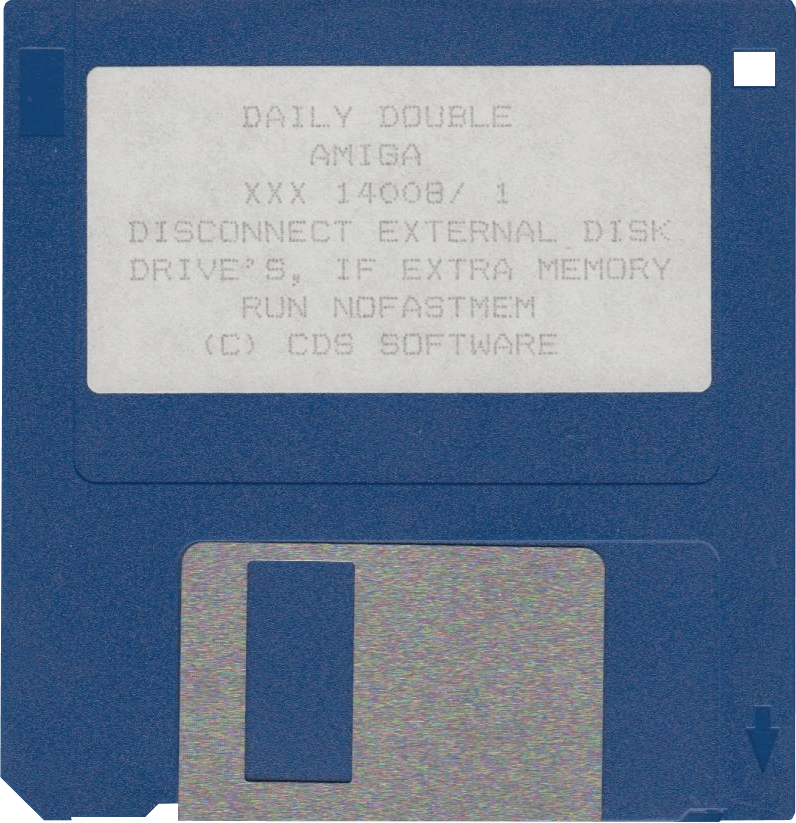 DAILY DOUBLE
AMIGA
XXX 14008/ 1
DISCONNECT EXTERNAL DISK
DRIVE'S, IF EXTRA MEMORY
RUN NOFASTMEM
(C) CDS SOFTWARE